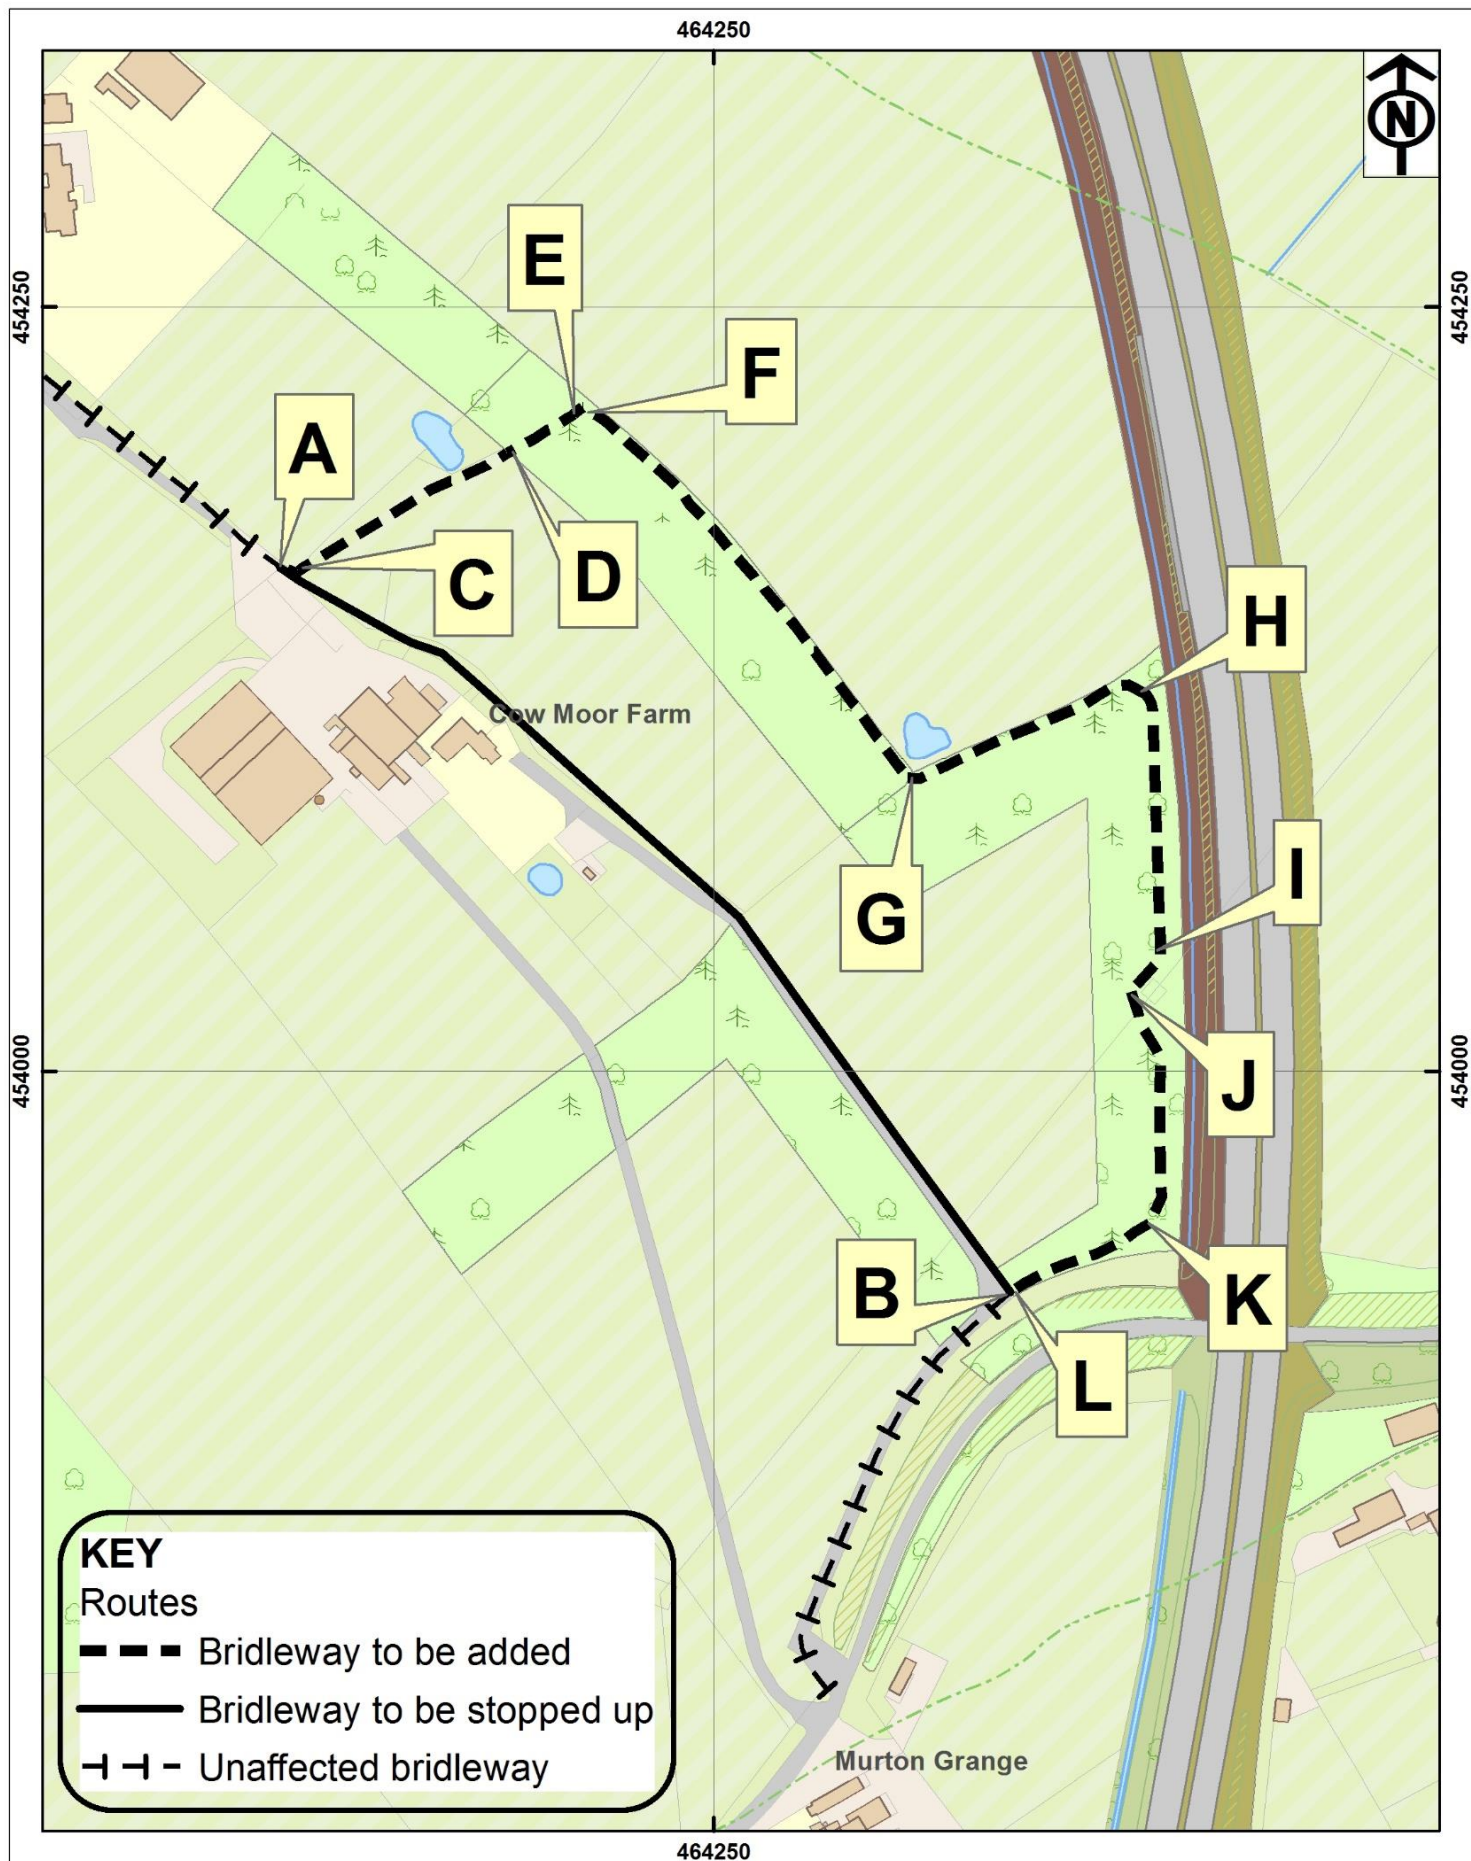 464250
N
E
454250
454250
F
A
C
D
H
Cow Moor Farm
I
G
454000
454000
J
B
K
L
KEY
Routes
Bridleway to be added
Bridleway to be stopped up
Unaffected bridleway
Murton Grange
464250